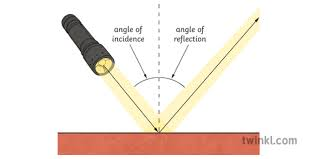 angle of
incidence
angle of
reflection
twinkl.com